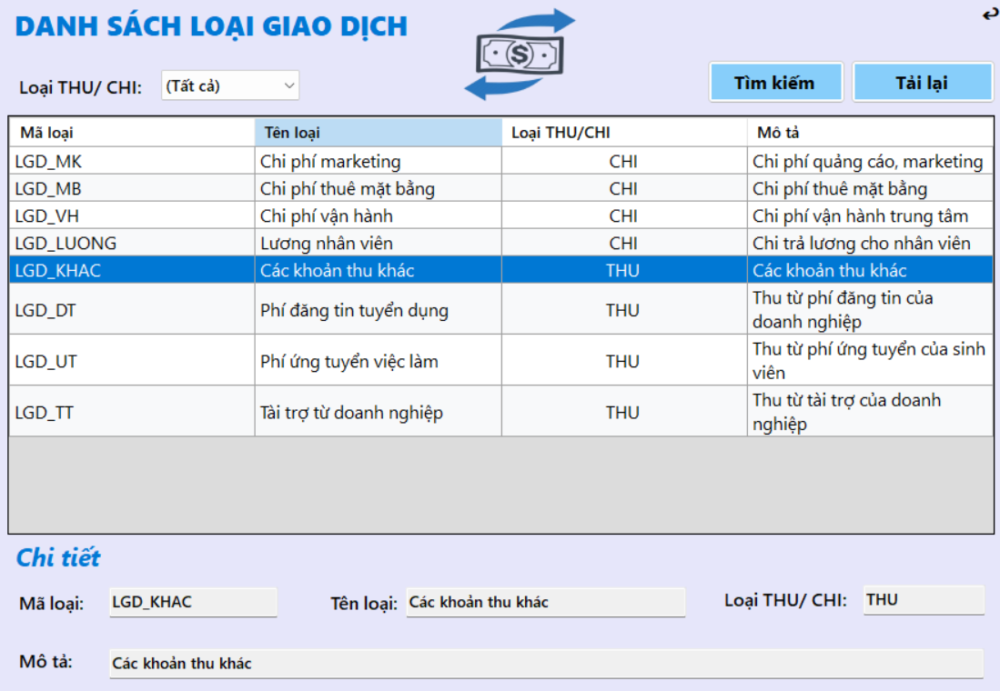 DANH SÁCH LOẠI GIAO DỊCH
Loại THU/ CHI: (Tất cả) Tìm kiếm Tải lại
Mã loại Tên loại Loại THU/CHI Mô tả
LGD_MK Chi phí marketing CHI Chi phí quảng cáo, marketing
LGD_MB Chi phí thuê mặt bằng CHI Chi phí thuê mặt bằng
LGD_VH Chi phí vận hành CHI Chi phí vận hành trung tâm
LGD_LUONG Lương nhân viên CHI Chi trả lương cho nhân viên
LGD_KHAC Các khoản thu khác THU Các khoản thu khác
LGD_DT Phí đăng tin tuyển dụng THU Thu từ phí đăng tin của
doanh nghiệp
LGD_UT Phí ứng tuyển việc làm THU Thu từ phí ứng tuyển của sinh
viên
LGD_TT Tài trợ từ doanh nghiệp THU Thu từ tài trợ của doanh
nghiệp
Chi tiết
Mã loại: LGD_KHAC Tên loại: Các khoản thu khác Loại THU/ CHI: THU
Mô tả: Các khoản thu khác